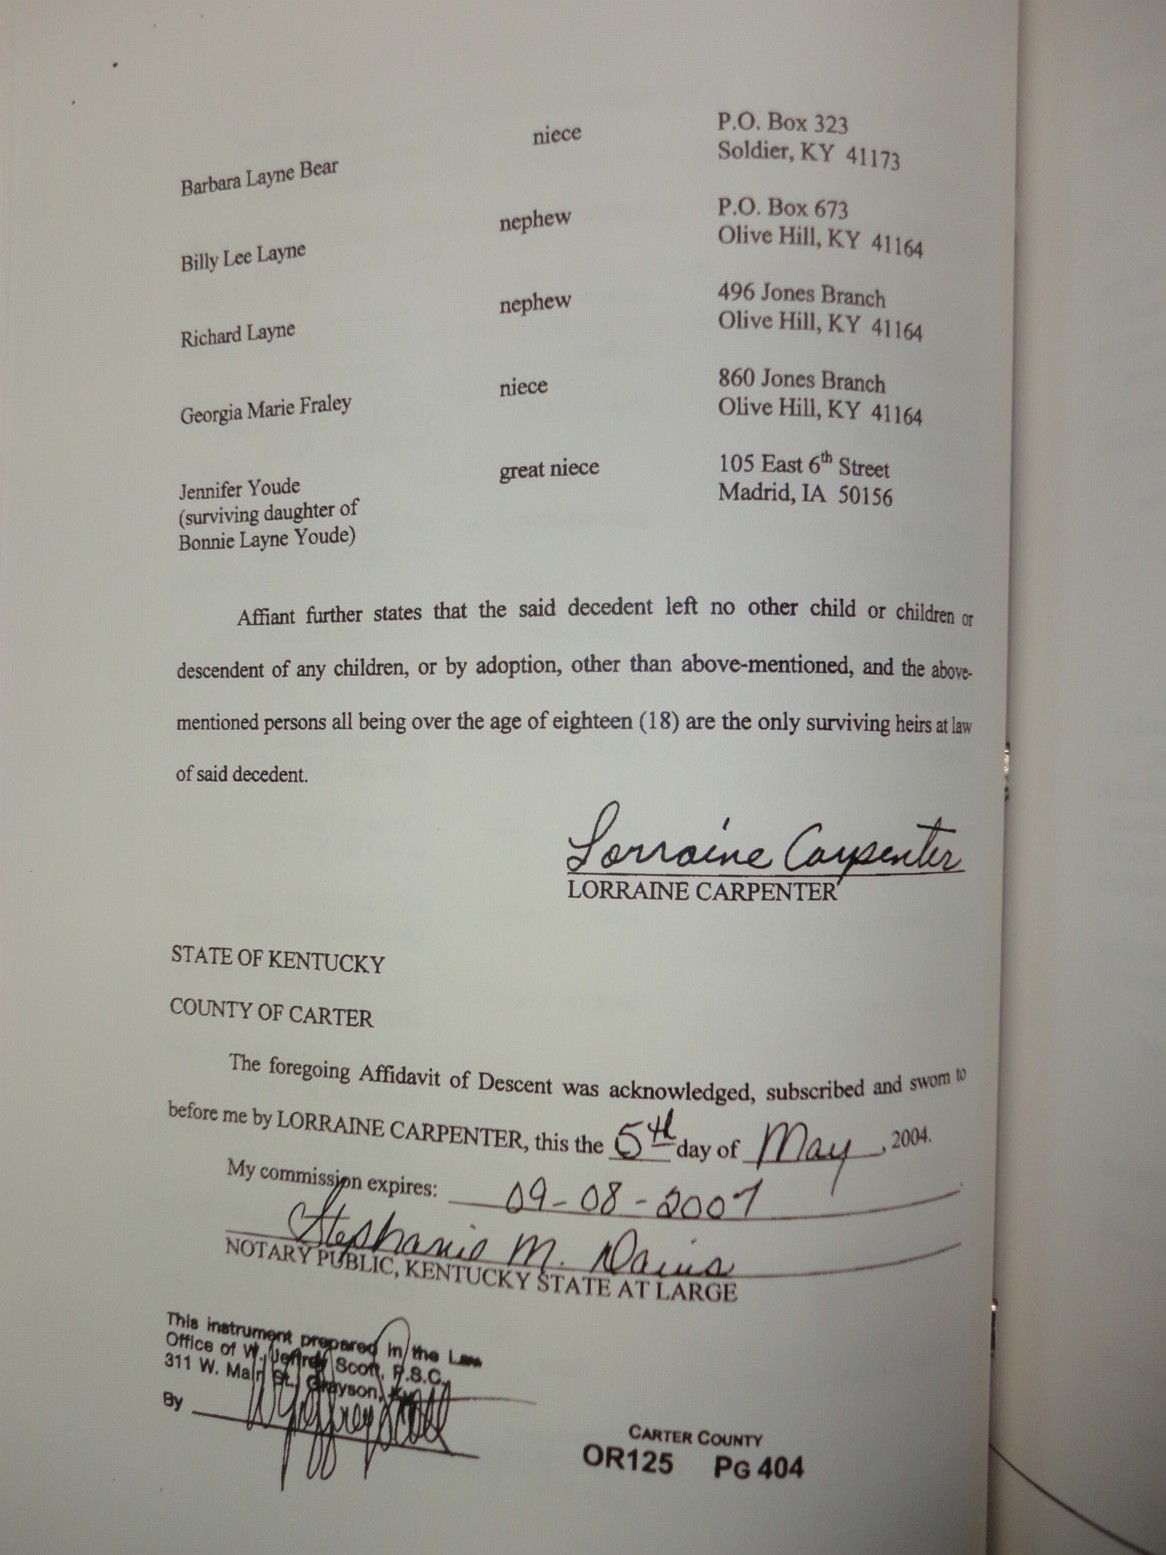 Barbara Layne Bear niece P.O. Box 323
Soldier, KY 41173
Billy Lee Layne nephew P.O. Box 673
Olive Hill, KY 41164
Richard Layne nephew 496 Jones Branch
Olive Hill, KY 41164
Georgia Marie Fraley niece 860 Jones Branch
Olive Hill, KY 41164
Jennifer Youde great niece 105 East 6th Street
(surviving daughter of Madrid, IA 50156
Bonnie Layne Youde)
Affiant further states that the said decedent left no other child or children or
descendent of any children, or by adoption, other than above-mentioned, and the above-
mentioned persons all being over the age of eighteen (18) are the only surviving heirs at law
of said decedent.
Lorraine Carpenter
LORRAINE CARPENTER
STATE OF KENTUCKY
COUNTY OF CARTER
The foregoing Affidavit of Descent was acknowledged, subscribed and sworn to
before me by LORRAINE CARPENTER, this the 5th day of May, 2004.
My commission expires: 09-08-2007
Stephanie M. Davis
NOTARY PUBLIC, KENTUCKY STATE AT LARGE
This instrument prepared in the Law
Office of W. Jeffrey Scott, P.S.C.
311 W. Main St., Grayson, Ky
By W Jeffrey Scott
CARTER COUNTY
OR125 PG 404